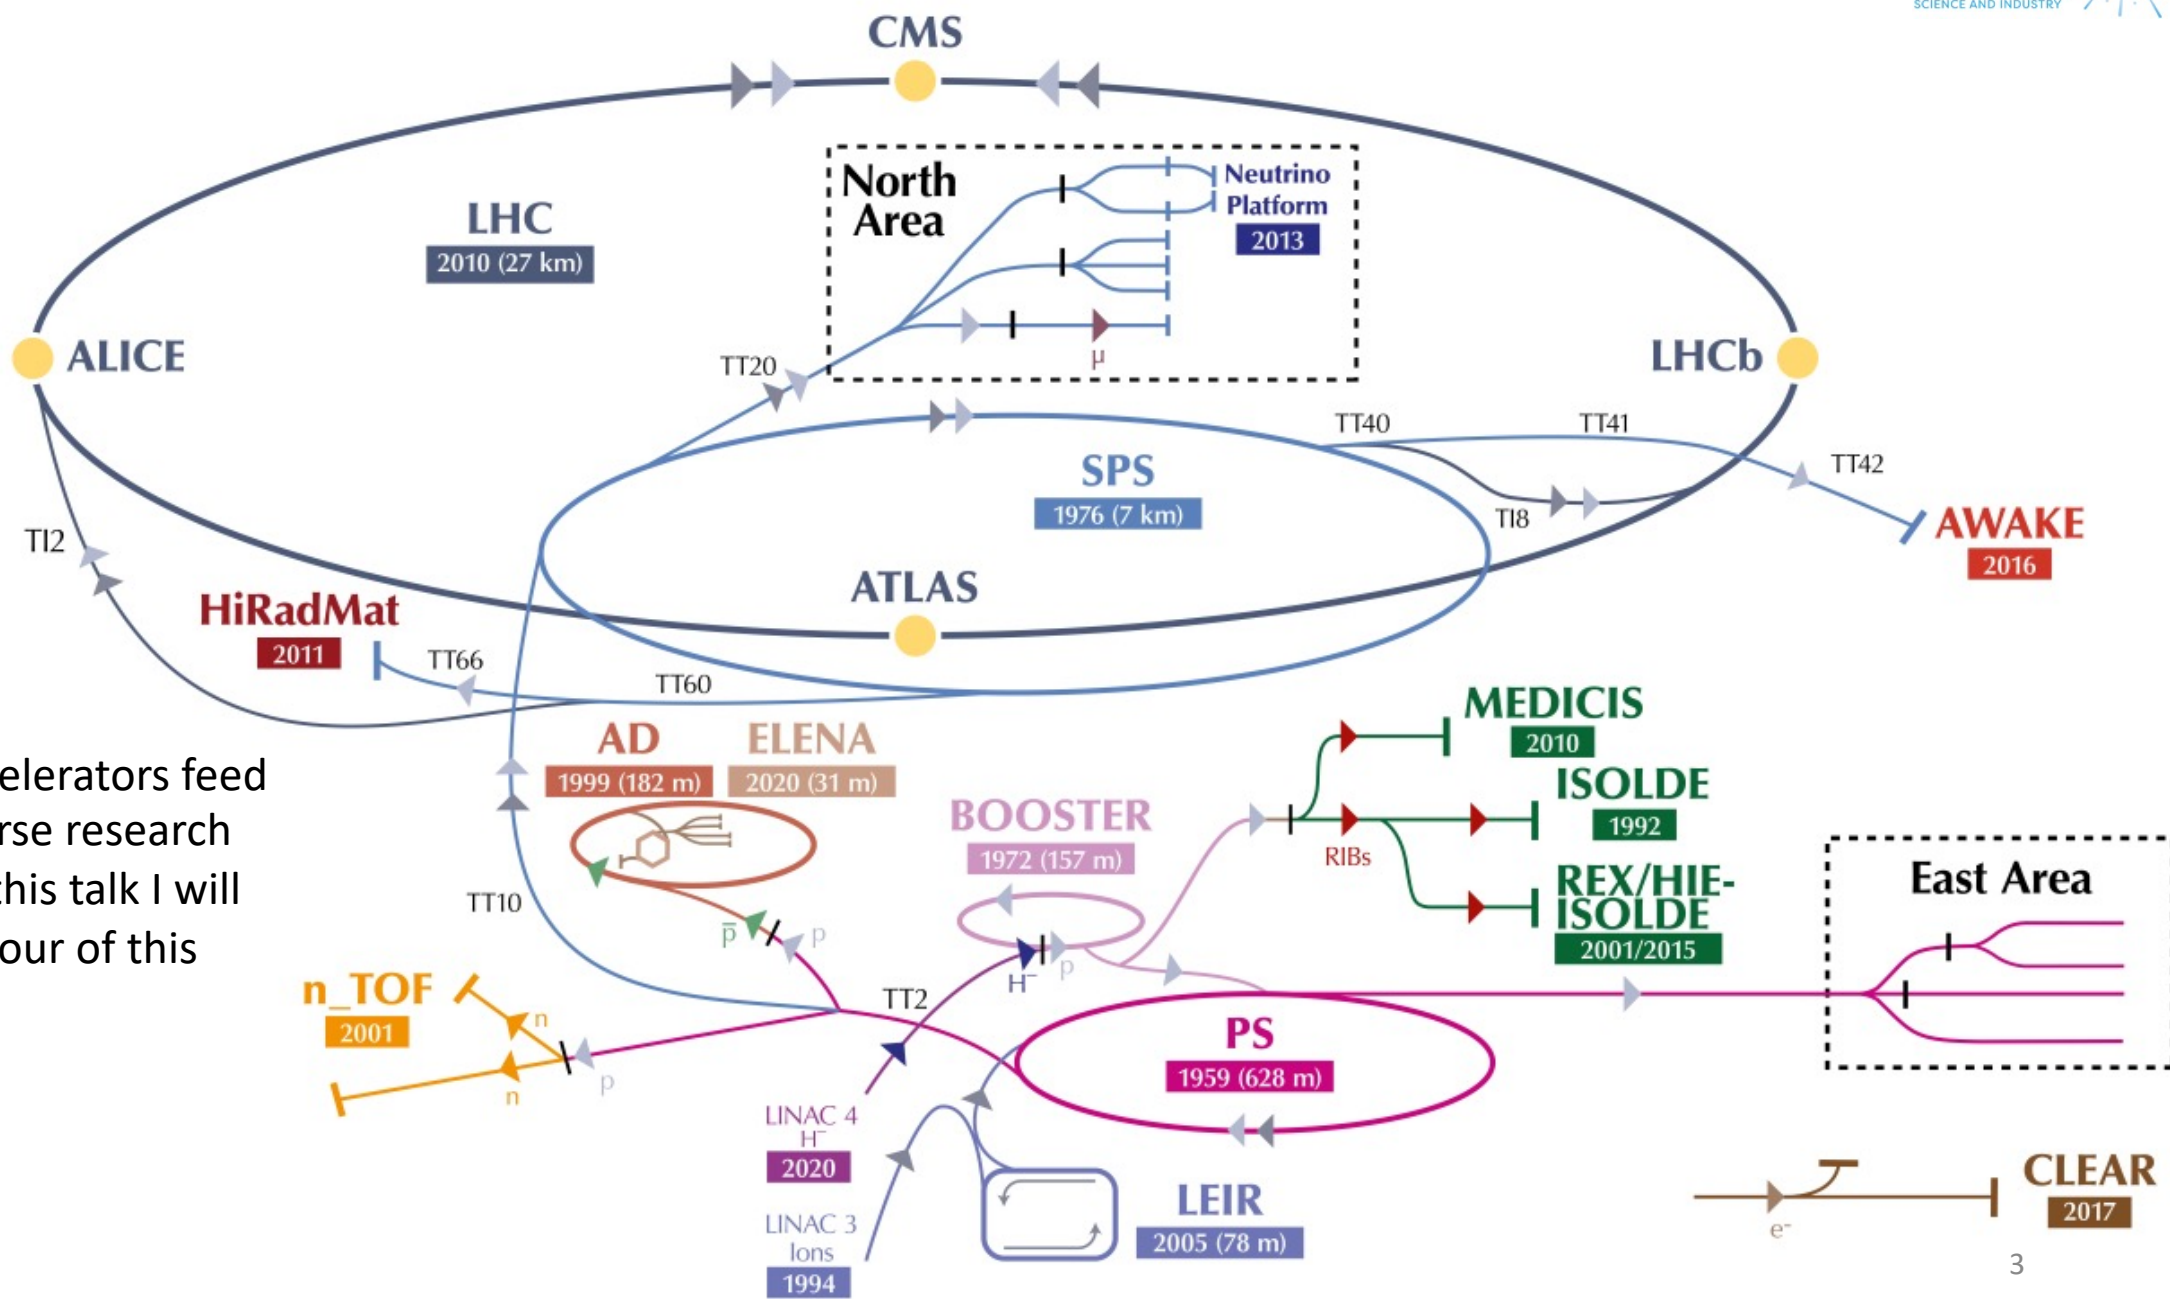 SCIENCE AND INDUSTRY
CMS
North
Area
Neutrino
Platform
2013
LHC
2010 (27 km)
μ
ALICE
LHCb
TT20
TT40
TT41
TT42
SPS
1976 (7 km)
TI8
AWAKE
2016
TI2
ATLAS
HiRadMat
2011
TT66
TT60
MEDICIS
2010
AD
1999 (182 m)
ELENA
2020 (31 m)
elerators feed
rse research
this talk I will
our of this
ISOLDE
1992
BOOSTER
1972 (157 m)
RIBs
REX/HIE-
ISOLDE
2001/2015
East Area
TT10
p̄
p
H⁻
p
n_TOF
2001
n
n
p
TT2
PS
1959 (628 m)
LINAC 4
H⁻
2020
LINAC 3
Ions
1994
LEIR
2005 (78 m)
CLEAR
2017
e⁻
3